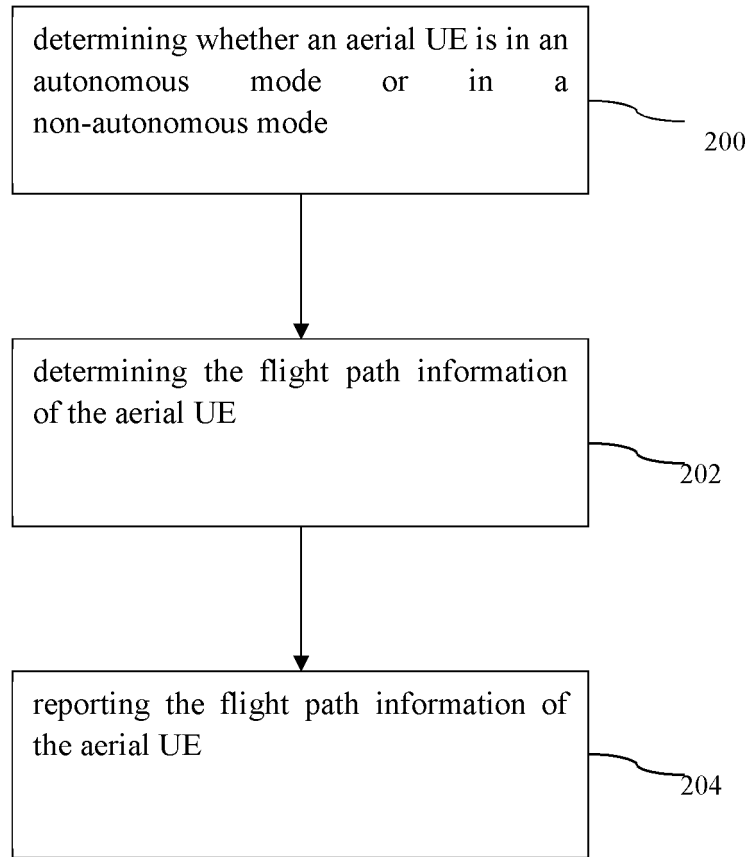 determining whether an aerial UE is in an
autonomous mode or in a
non-autonomous mode
200
determining the flight path information
of the aerial UE
202
reporting the flight path information of
the aerial UE
204